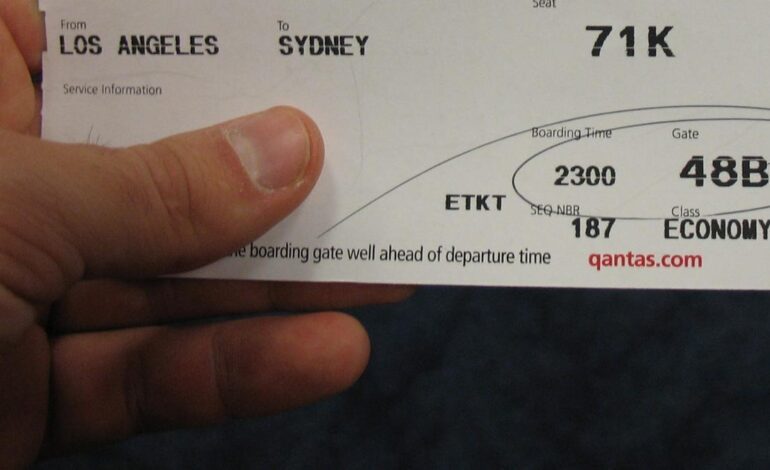 From To Seat
LOS ANGELES SYDNEY 71K
Service Information
Boarding Time Gate
2300 48B
ETKT
SEQ NBR Class
187 ECONOMY
boarding gate well ahead of departure time qantas.com